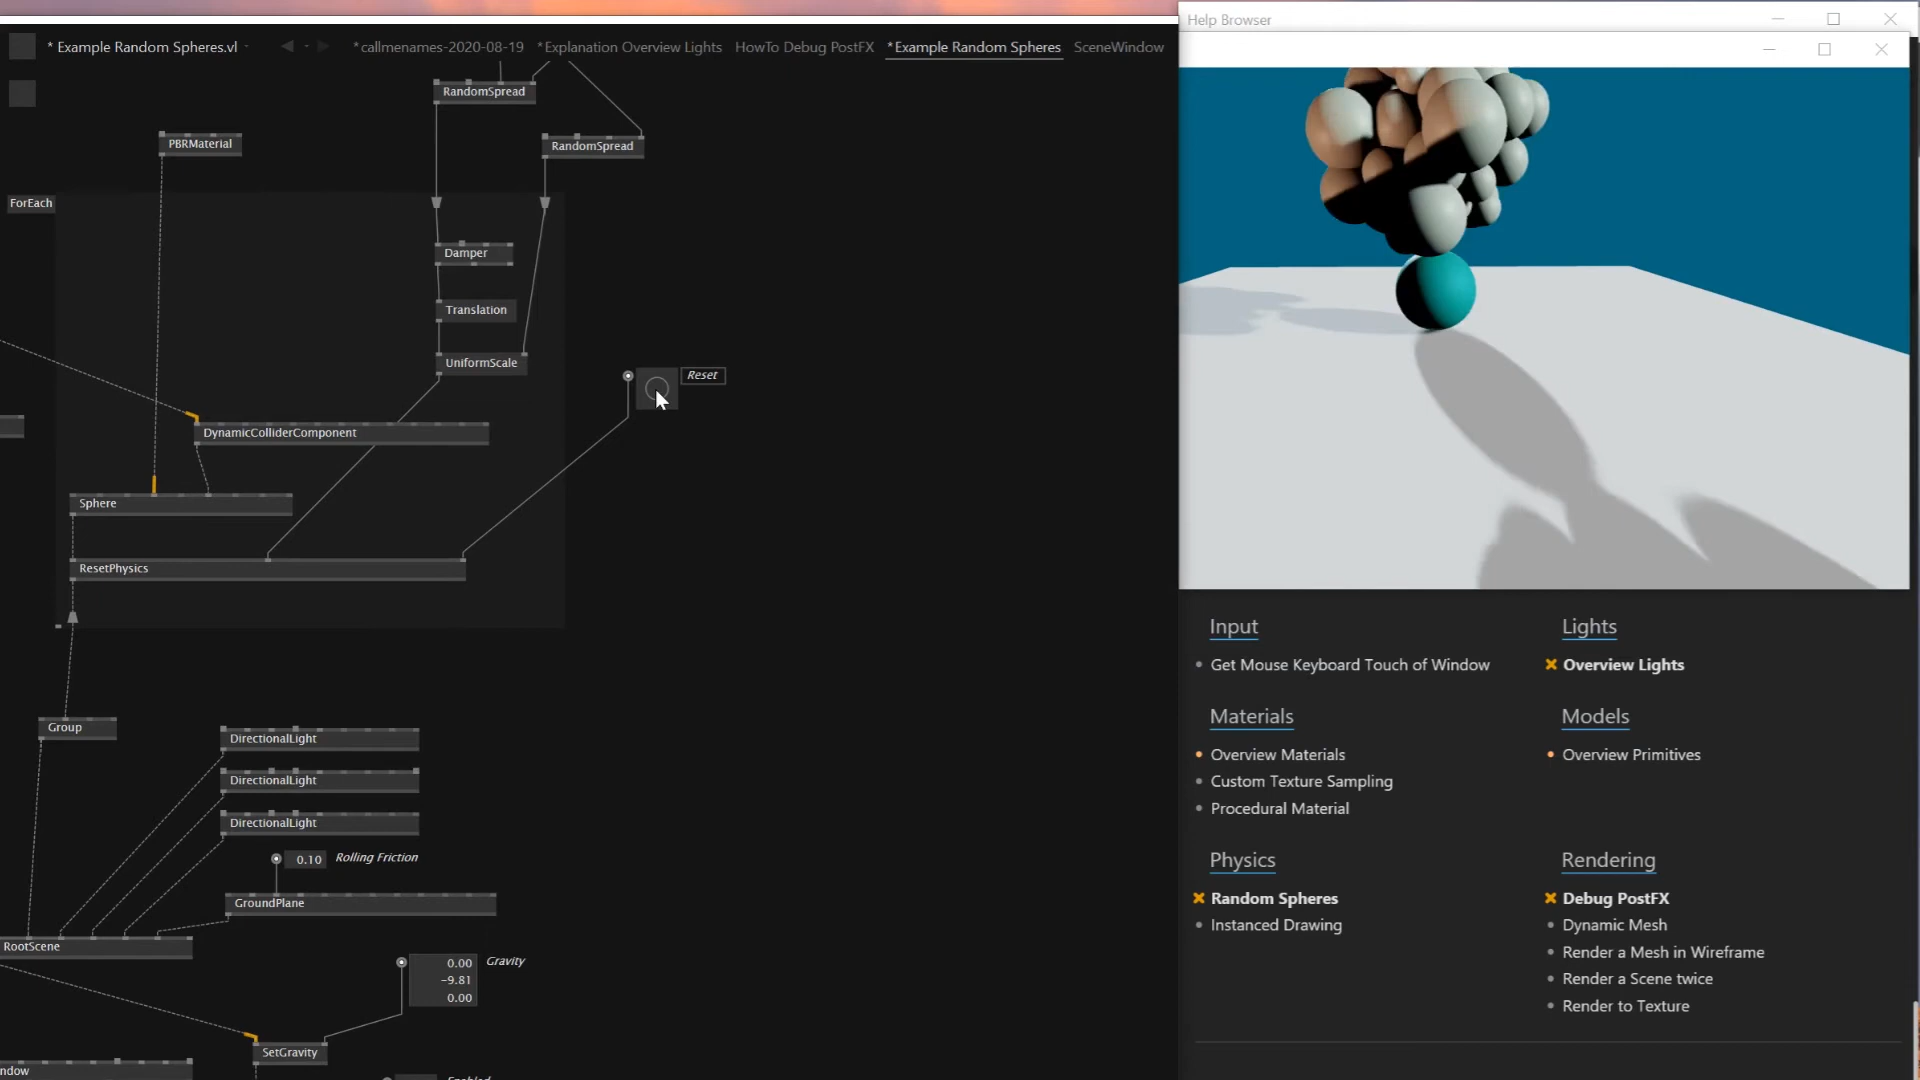 * Example Random Spheres.vl
*callmenames-2020-08-19
*Explanation Overview Lights
HowTo Debug PostFX
*Example Random Spheres
SceneWindow
RandomSpread
RandomSpread
PBRMaterial
ForEach
Damper
Translation
UniformScale
Reset
DynamicColliderComponent
Sphere
ResetPhysics
Group
DirectionalLight
DirectionalLight
DirectionalLight
0.10
Rolling Friction
GroundPlane
RootScene
0.00
-9.81
0.00
Gravity
SetGravity
ndow
Enabled
Help Browser
Input
Get Mouse Keyboard Touch of Window
Lights
Overview Lights
Materials
Overview Materials
Custom Texture Sampling
Procedural Material
Models
Overview Primitives
Physics
Random Spheres
Instanced Drawing
Rendering
Debug PostFX
Dynamic Mesh
Render a Mesh in Wireframe
Render a Scene twice
Render to Texture